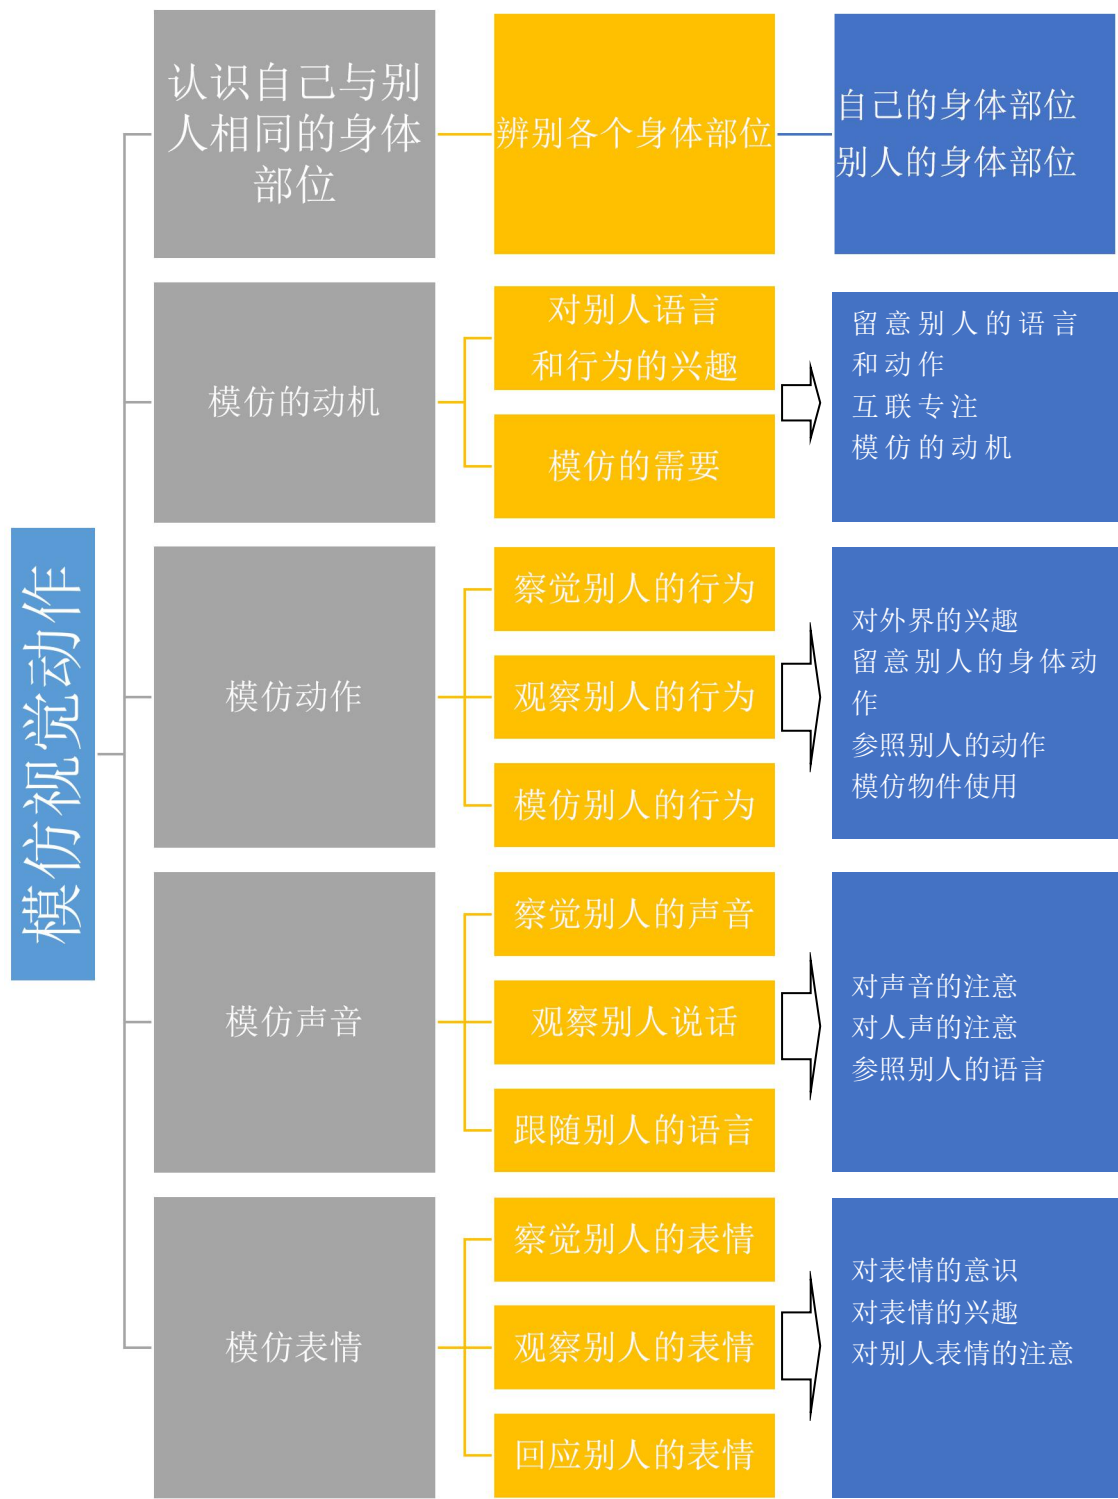 模仿视觉动作
认识自己与别
人相同的身体
部位
辨别各个身体部位
自己的身体部位
别人的身体部位
模仿的动机
对别人语言
和行为的兴趣
模仿的需要
留意别人的语言
和动作
互联专注
模仿的动机
模仿动作
察觉别人的行为
观察别人的行为
模仿别人的行为
对外界的兴趣
留意别人的身体动
作
参照别人的动作
模仿物件使用
模仿声音
察觉别人的声音
观察别人说话
跟随别人的语言
对声音的注意
对人声的注意
参照别人的语言
模仿表情
察觉别人的表情
观察别人的表情
回应别人的表情
对表情的意识
对表情的兴趣
对别人表情的注意